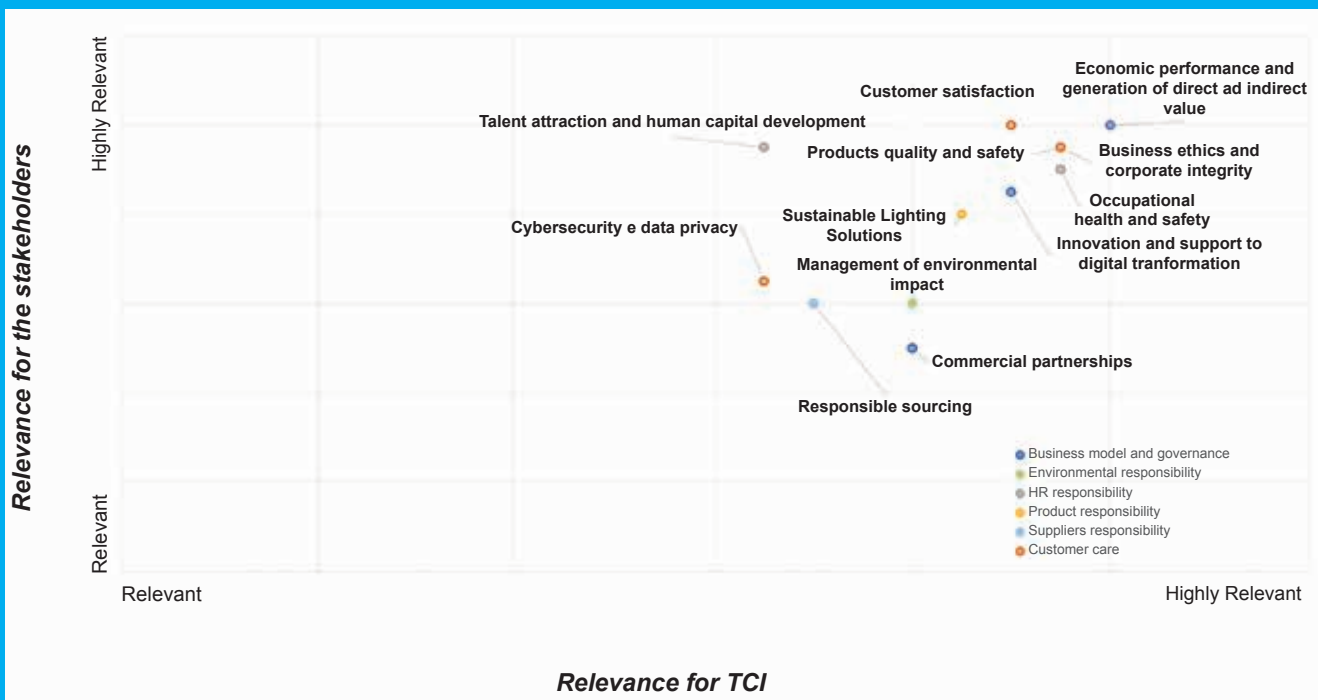 Relevance for the stakeholders
Highly Relevant
Relevant
Economic performance and
generation of direct ad indirect
value
Customer satisfaction
Talent attraction and human capital development
Products quality and safety
Business ethics and
corporate integrity
Occupational
health and safety
Sustainable Lighting
Solutions
Cybersecurity e data privacy
Innovation and support to
digital tranformation
Management of environmental
impact
Commercial partnerships
Responsible sourcing
Business model and governance
Environmental responsibility
HR responsibility
Product responsibility
Suppliers responsibility
Customer care
Relevant
Highly Relevant
Relevance for TCI